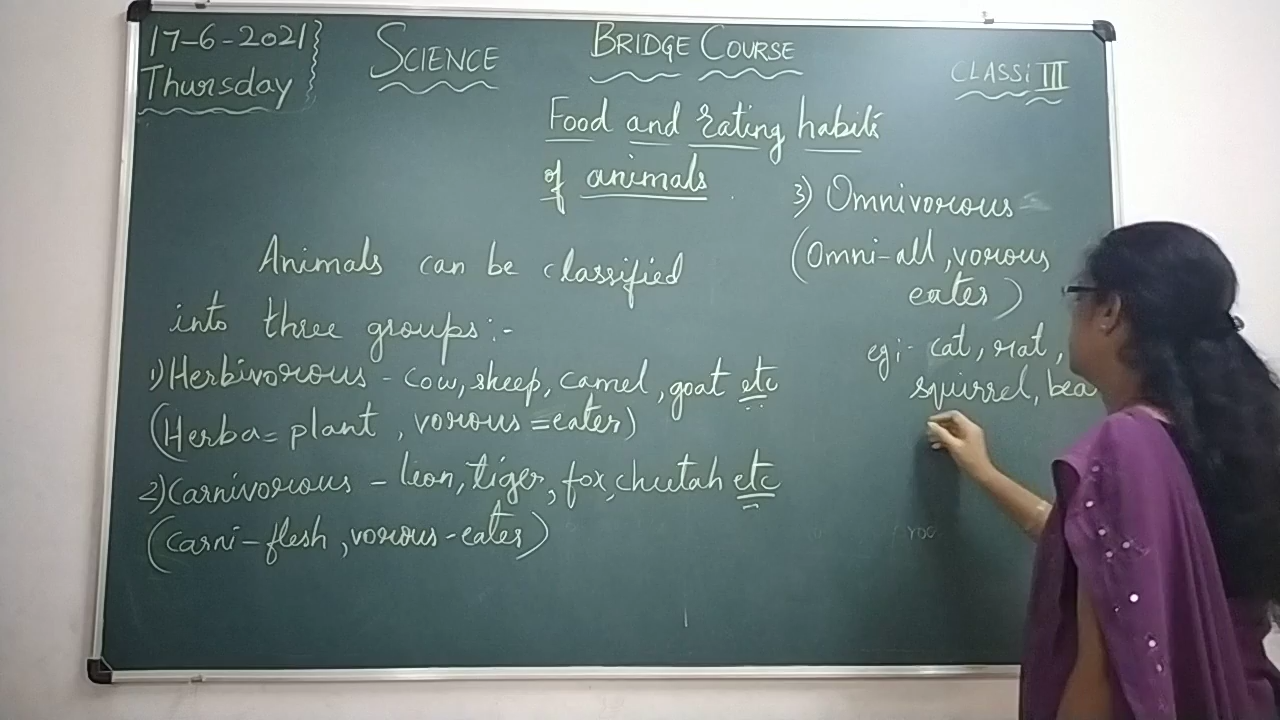 17-6-2021
Thursday
SCIENCE
BRIDGE COURSE
CLASS: III
Food and Eating habits
of animals
Animals can be classified
into three groups:-
1) Herbivorous - cow, sheep, camel, goat etc
(Herba = plant, vorous = eater)
2) Carnivorous - lion, tiger, fox, cheetah etc
(carni - flesh, vorous - eater)
3) Omnivorous
(Omni - all, vorous
eater)
eg:- cat, rat,
squirrel, bea